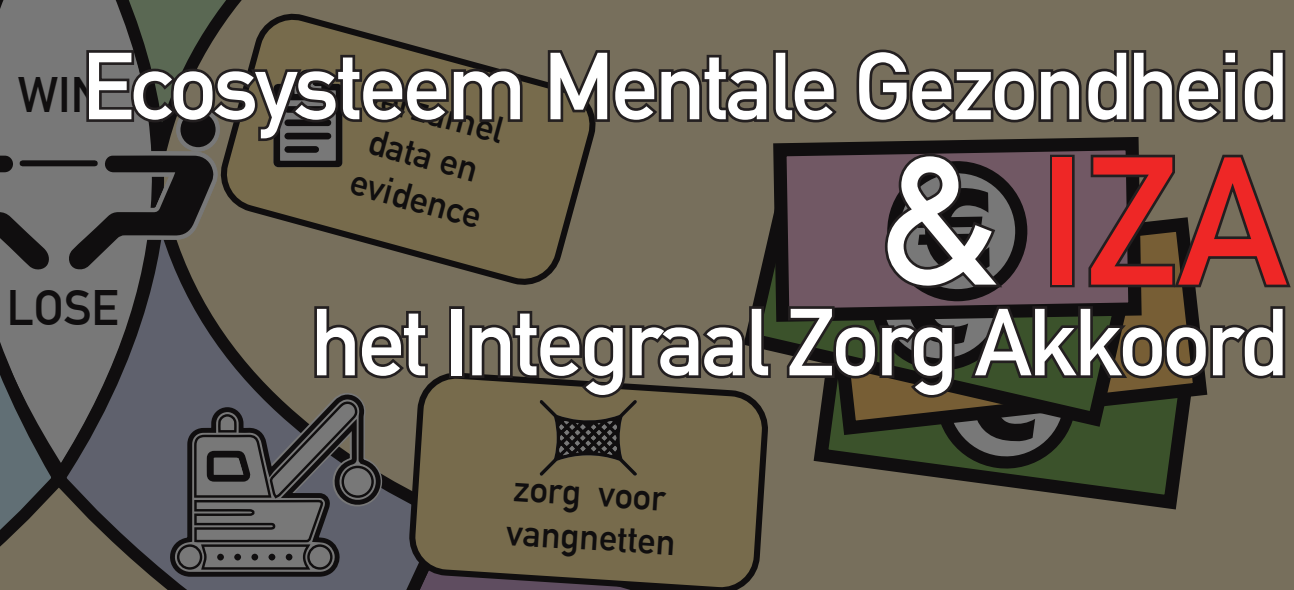 Ecosysteem Mentale Gezondheid
& IZA
het Integraal Zorg Akkoord
WIN
LOSE
data en
evidence
zorg voor
vangnetten